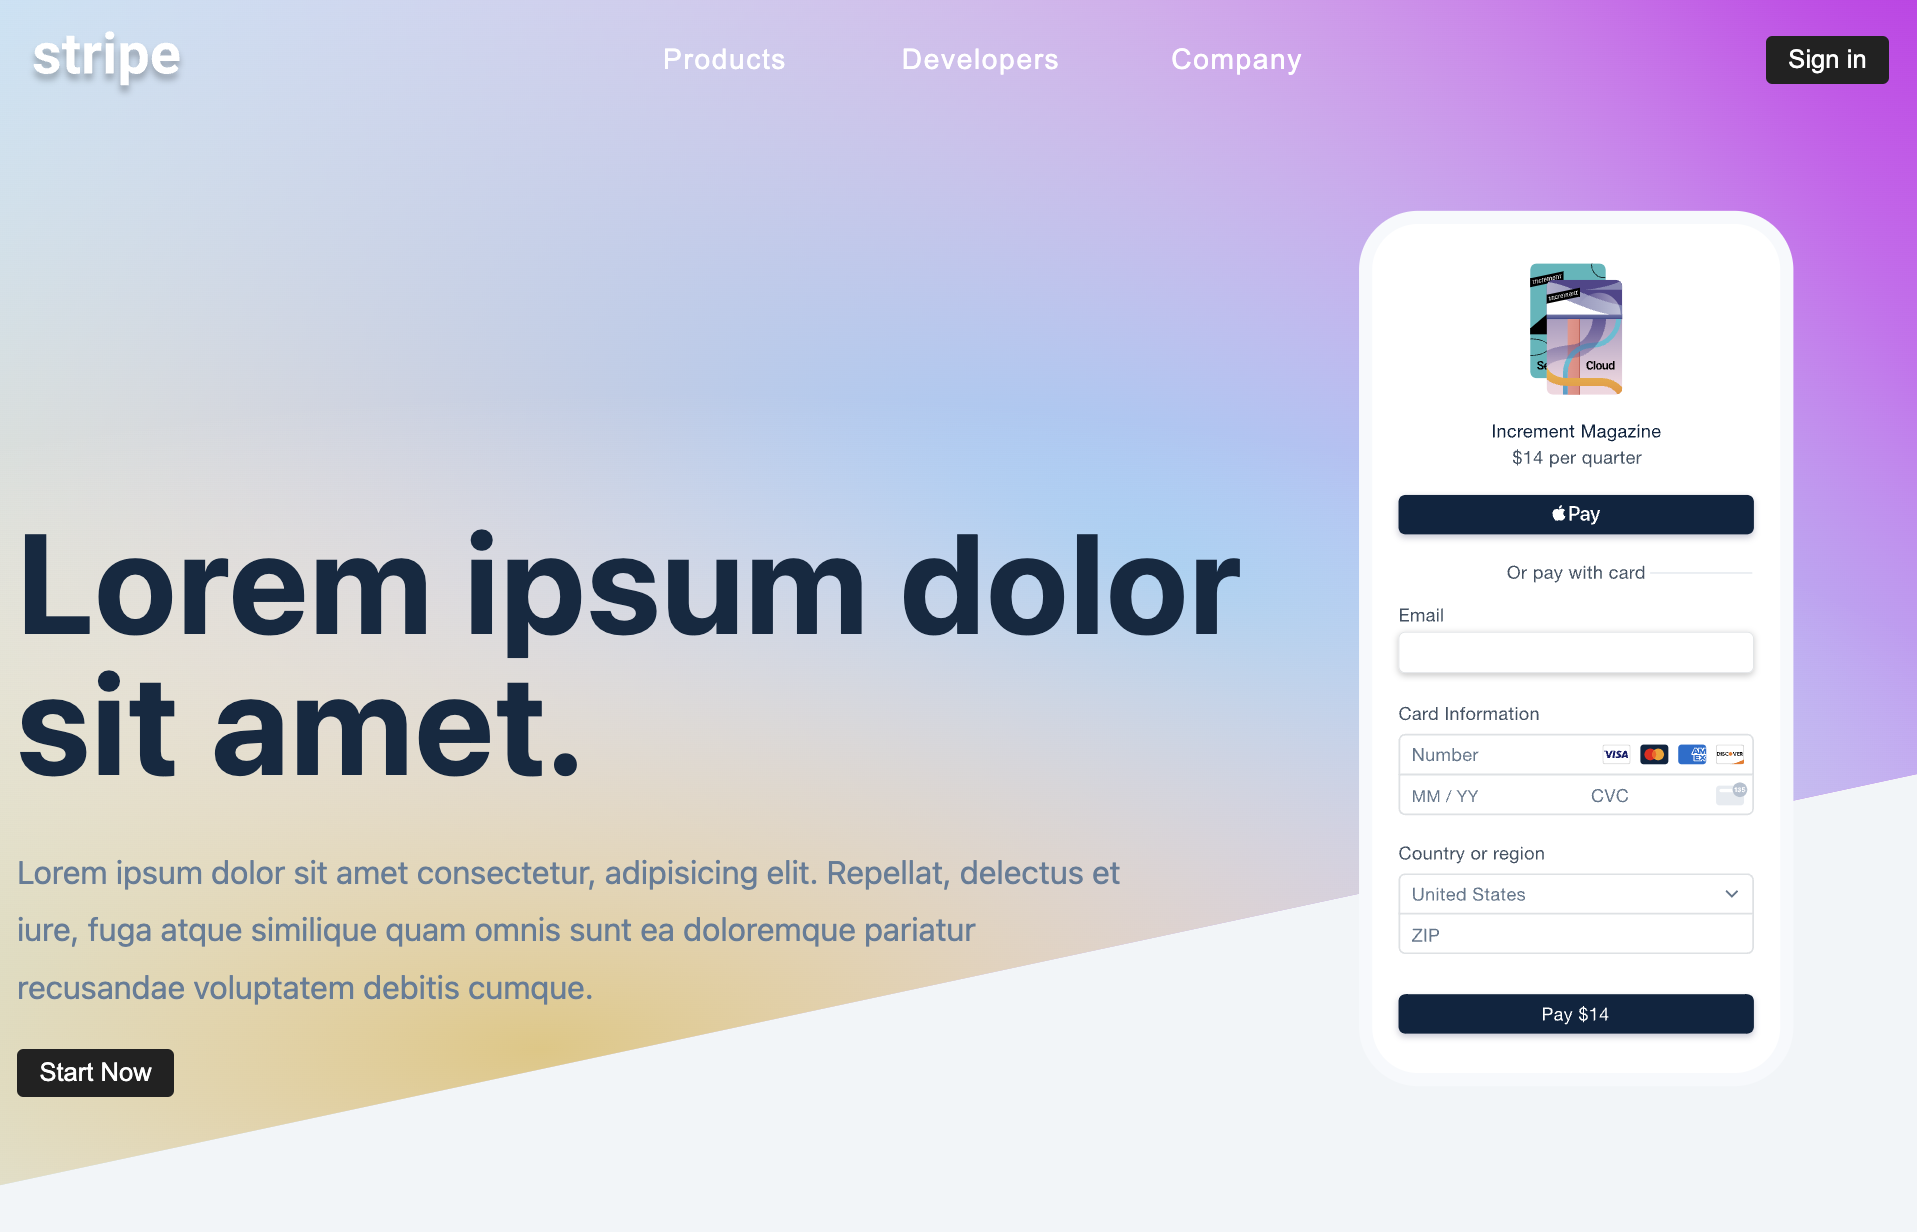 stripe
Products
Developers
Company
Sign in
Lorem ipsum dolor
sit amet.
Lorem ipsum dolor sit amet consectetur, adipisicing elit. Repellat, delectus et
iure, fuga atque similique quam omnis sunt ea doloremque pariatur
recusandae voluptatem debitis cumque.
Start Now
Increment
Increment
Se
Cloud
Increment Magazine
$14 per quarter
Pay
Or pay with card
Email
Card Information
Number
VISA
AM
EX
DISCOVER
MM / YY
CVC
135
Country or region
United States
ZIP
Pay $14